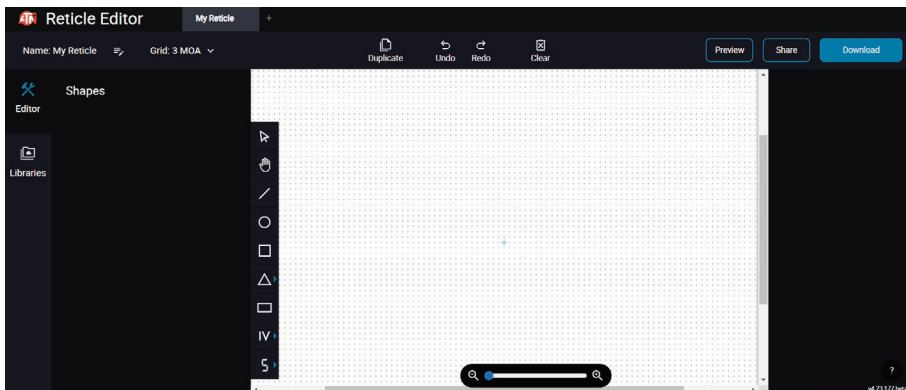 ATN Reticle Editor My Reticle +
Name: My Reticle Grid: 3 MOA Duplicate Undo Redo Clear Preview Share Download
Editor Shapes
Libraries
IV
S
?